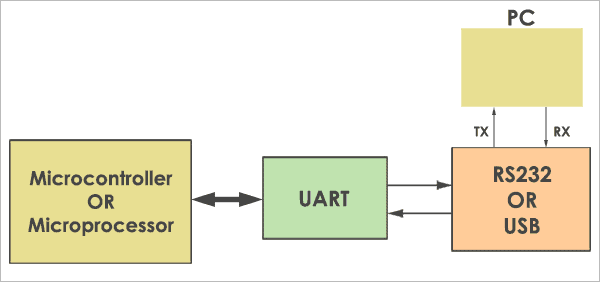 PC
TX
RX
Microcontroller
OR
Microprocessor
UART
RS232
OR
USB